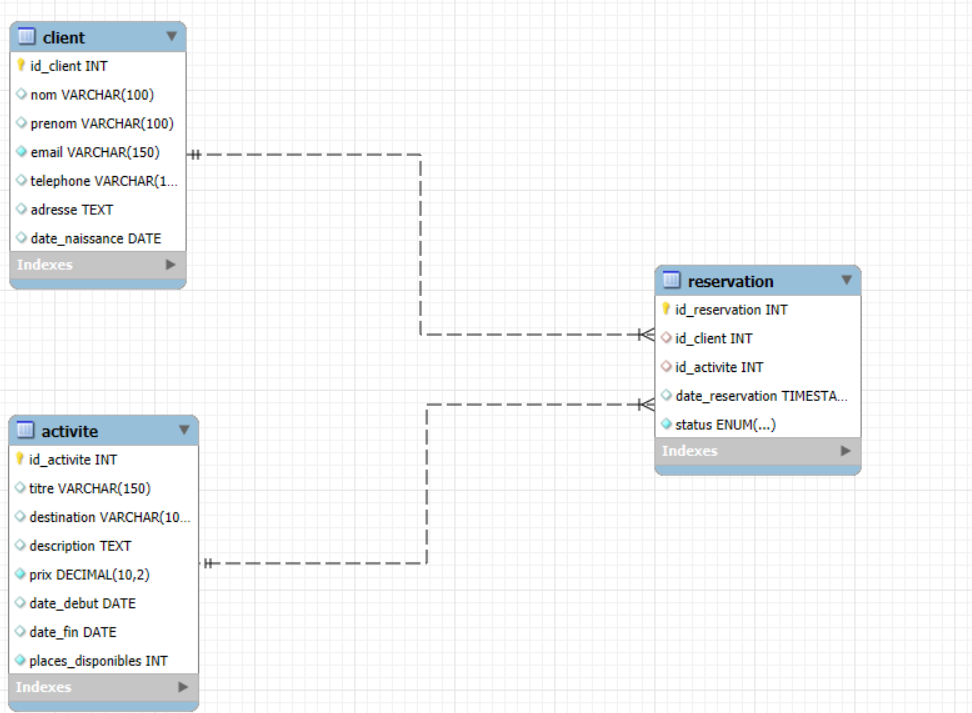 client
id_client INT
nom VARCHAR(100)
prenom VARCHAR(100)
email VARCHAR(150)
telephone VARCHAR(1...
adresse TEXT
date_naissance DATE
Indexes
activite
id_activite INT
titre VARCHAR(150)
destination VARCHAR(10...
description TEXT
prix DECIMAL(10,2)
date_debut DATE
date_fin DATE
places_disponibles INT
Indexes
reservation
id_reservation INT
id_client INT
id_activite INT
date_reservation TIMESTA...
status ENUM(...)
Indexes